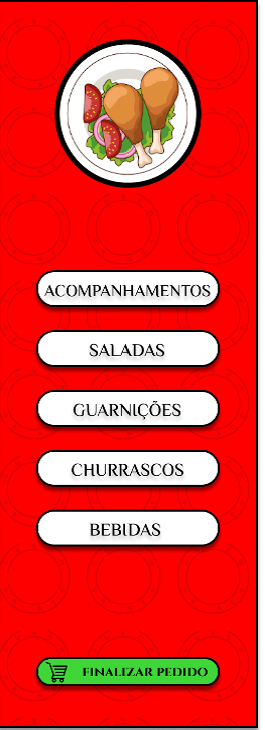 ACOMPANHAMENTOS
SALADAS
GUARNIÇÕES
CHURRASCOS
BEBIDAS
FINALIZAR PEDIDO